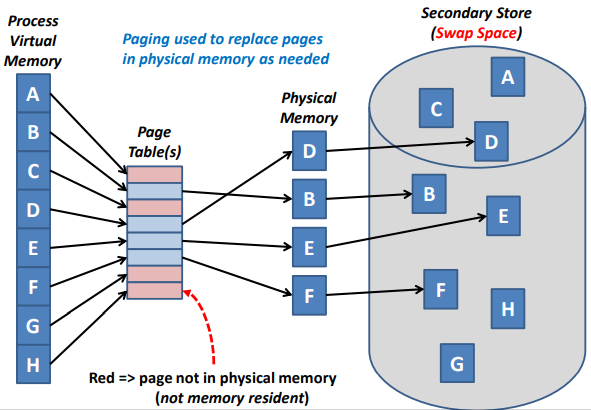 Process
Virtual
Memory
Paging used to replace pages
in physical memory as needed
Secondary Store
(Swap Space)
Page
Table(s)
Physical
Memory
A
B
C
D
E
F
G
H
D
B
E
F
A
C
D
B
E
F
H
G
Red => page not in physical memory
(not memory resident)